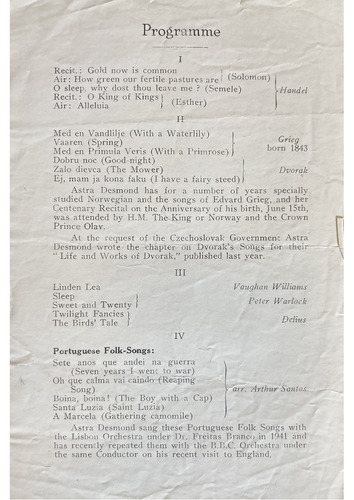 Programme
I
Recit.: Gold now is common
Air: How green our fertile pastures are } (Solomon)
O sleep, why dost thou leave me ? (Semele)
Recit.: O King of Kings
Air: Alleluia } (Esther)
Handel
II
Med en Vandlilje (With a Waterlily)
Vaaren (Spring)
Med en Primula Veris (With a Primrose)
Grieg
born 1843
Dobru noc (Good-night)
Zalo dievca (The Mower)
Ej, mam ja kona faku (I have a fairy steed)
Dvorak
Astra Desmond has for a number of years specially
studied Norwegian and the songs of Edvard Grieg, and her
Centenary Recital on the Anniversary of his birth, June 15th,
was attended by H.M. The King or Norway and the Crown
Prince Olav.
At the request of the Czechoslovak Government Astra
Desmond wrote the chapter on Dvorak's Songs for their
"Life and Works of Dvorak," published last year.
III
Linden Lea Vaughan Williams
Sleep
Sweet and Twenty } Peter Warlock
Twilight Fancies
The Birds' Tale } Delius
IV
Portuguese Folk-Songs:
Sete anos que andei na guerra
(Seven years I went to war)
Oh que calma vai caindo (Reaping
Song)
Boina, boina! (The Boy with a Cap)
Santa Luzia (Saint Luzia)
A Marcela (Gathering camomile)
arr. Arthur Santos
Astra Desmond sang these Portuguese Folk Songs with
the Lisbon Orchestra under Dr. Freitas Branco in 1941 and
has recently repeated them with the B.B.C. Orchestra under
the same Conductor on his recent visit to England.